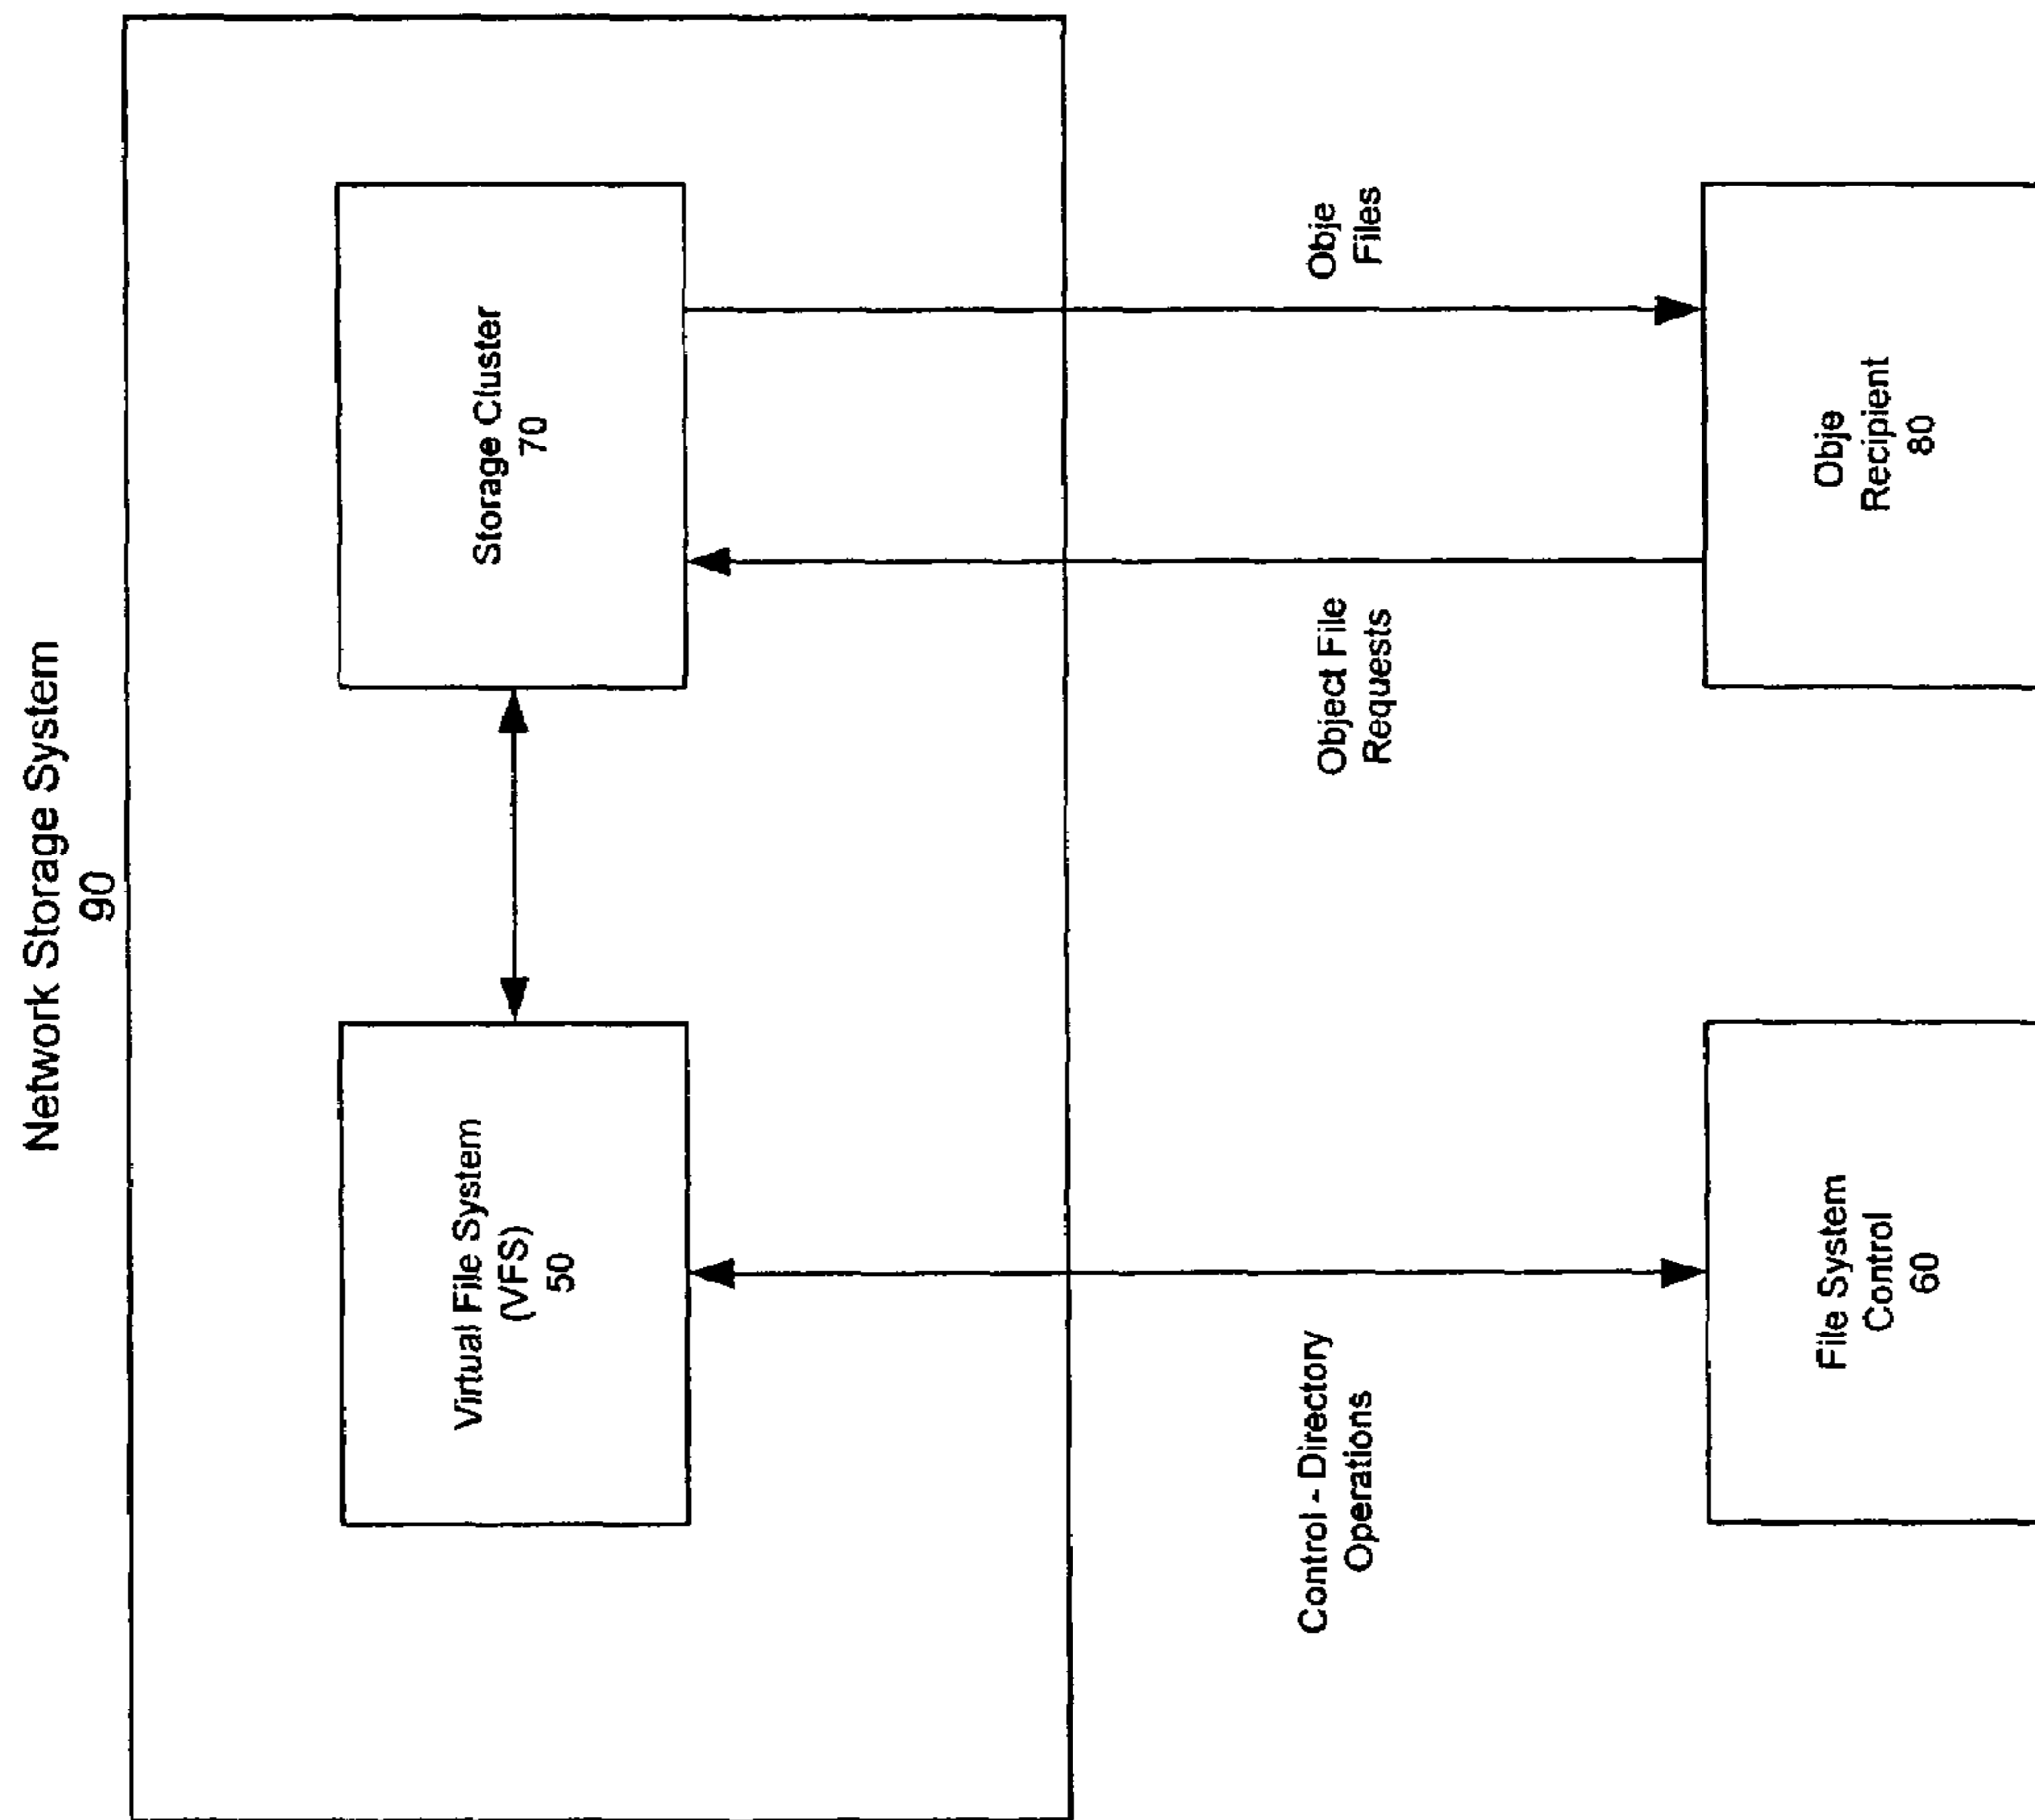 Network Storage System
90
Virtual File System
(VFS)
50
Storage Cluster
70
Control - Directory
Operations
Object File
Requests
Obje
Files
File System
Control
60
Obje
Recipient
80